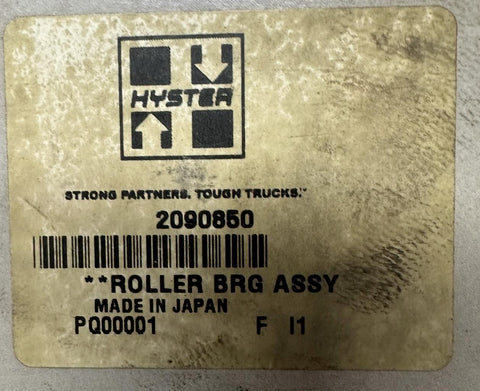 HYSTER
STRONG PARTNERS. TOUGH TRUCKS.™
2090850
**ROLLER BRG ASSY
MADE IN JAPAN
PQ00001 F I1